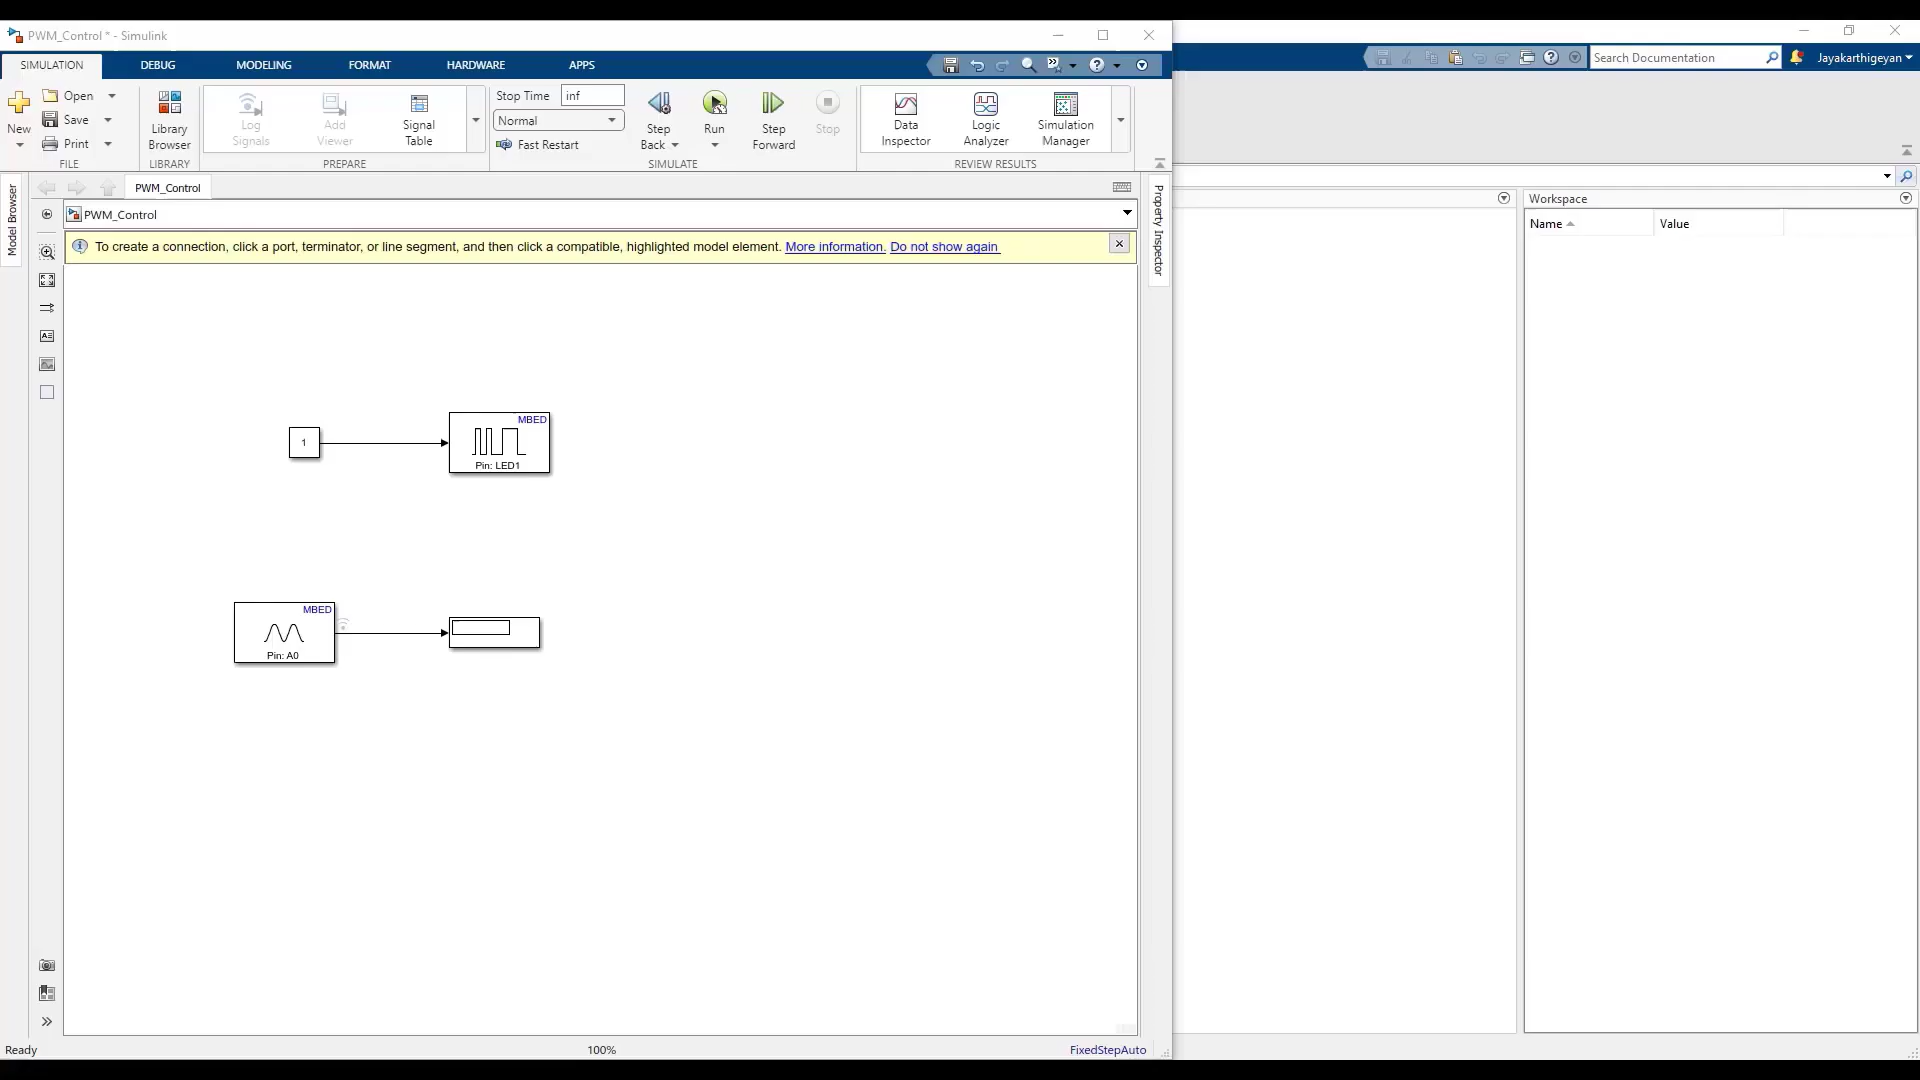 PWM_Control * - Simulink
SIMULATION DEBUG MODELING FORMAT HARDWARE APPS
Search Documentation Jayakarthigeyan
New
Open
Save
Print
FILE
Library Browser
LIBRARY
Log Signals
Add Viewer
Signal Table
PREPARE
Stop Time inf
Normal
Fast Restart
Step Back
Run
Step Forward
Stop
SIMULATE
Data Inspector
Logic Analyzer
Simulation Manager
REVIEW RESULTS
Model Browser
PWM_Control
PWM_Control
Property Inspector
To create a connection, click a port, terminator, or line segment, and then click a compatible, highlighted model element. More information. Do not show again
Workspace
Name Value
1
MBED
Pin: LED1
MBED
Pin: A0
Ready 100% FixedStepAuto